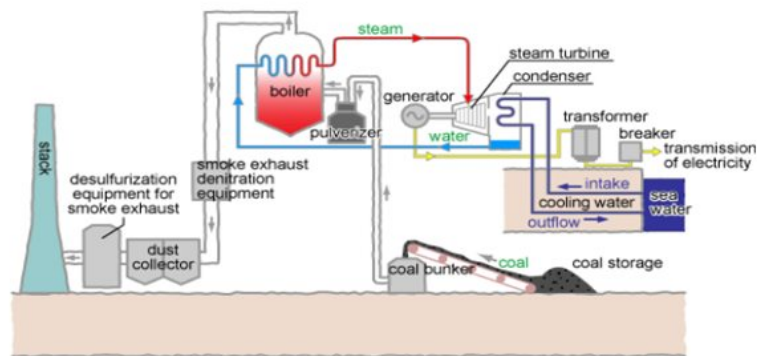 steam
steam turbine
condenser
boiler
generator
transformer
pulverizer
water
breaker
transmission
of electricity
stack
smoke exhaust
denitration
equipment
desulfurization
equipment for
smoke exhaust
intake
cooling water
sea
water
outflow
dust
collector
coal
coal bunker
coal storage